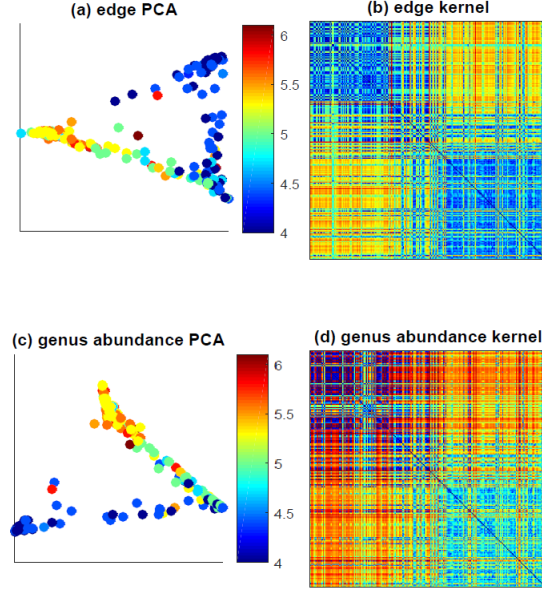 (a) edge PCA
(b) edge kernel
6
5.5
5
4.5
4
(c) genus abundance PCA
(d) genus abundance kernel
6
5.5
5
4.5
4